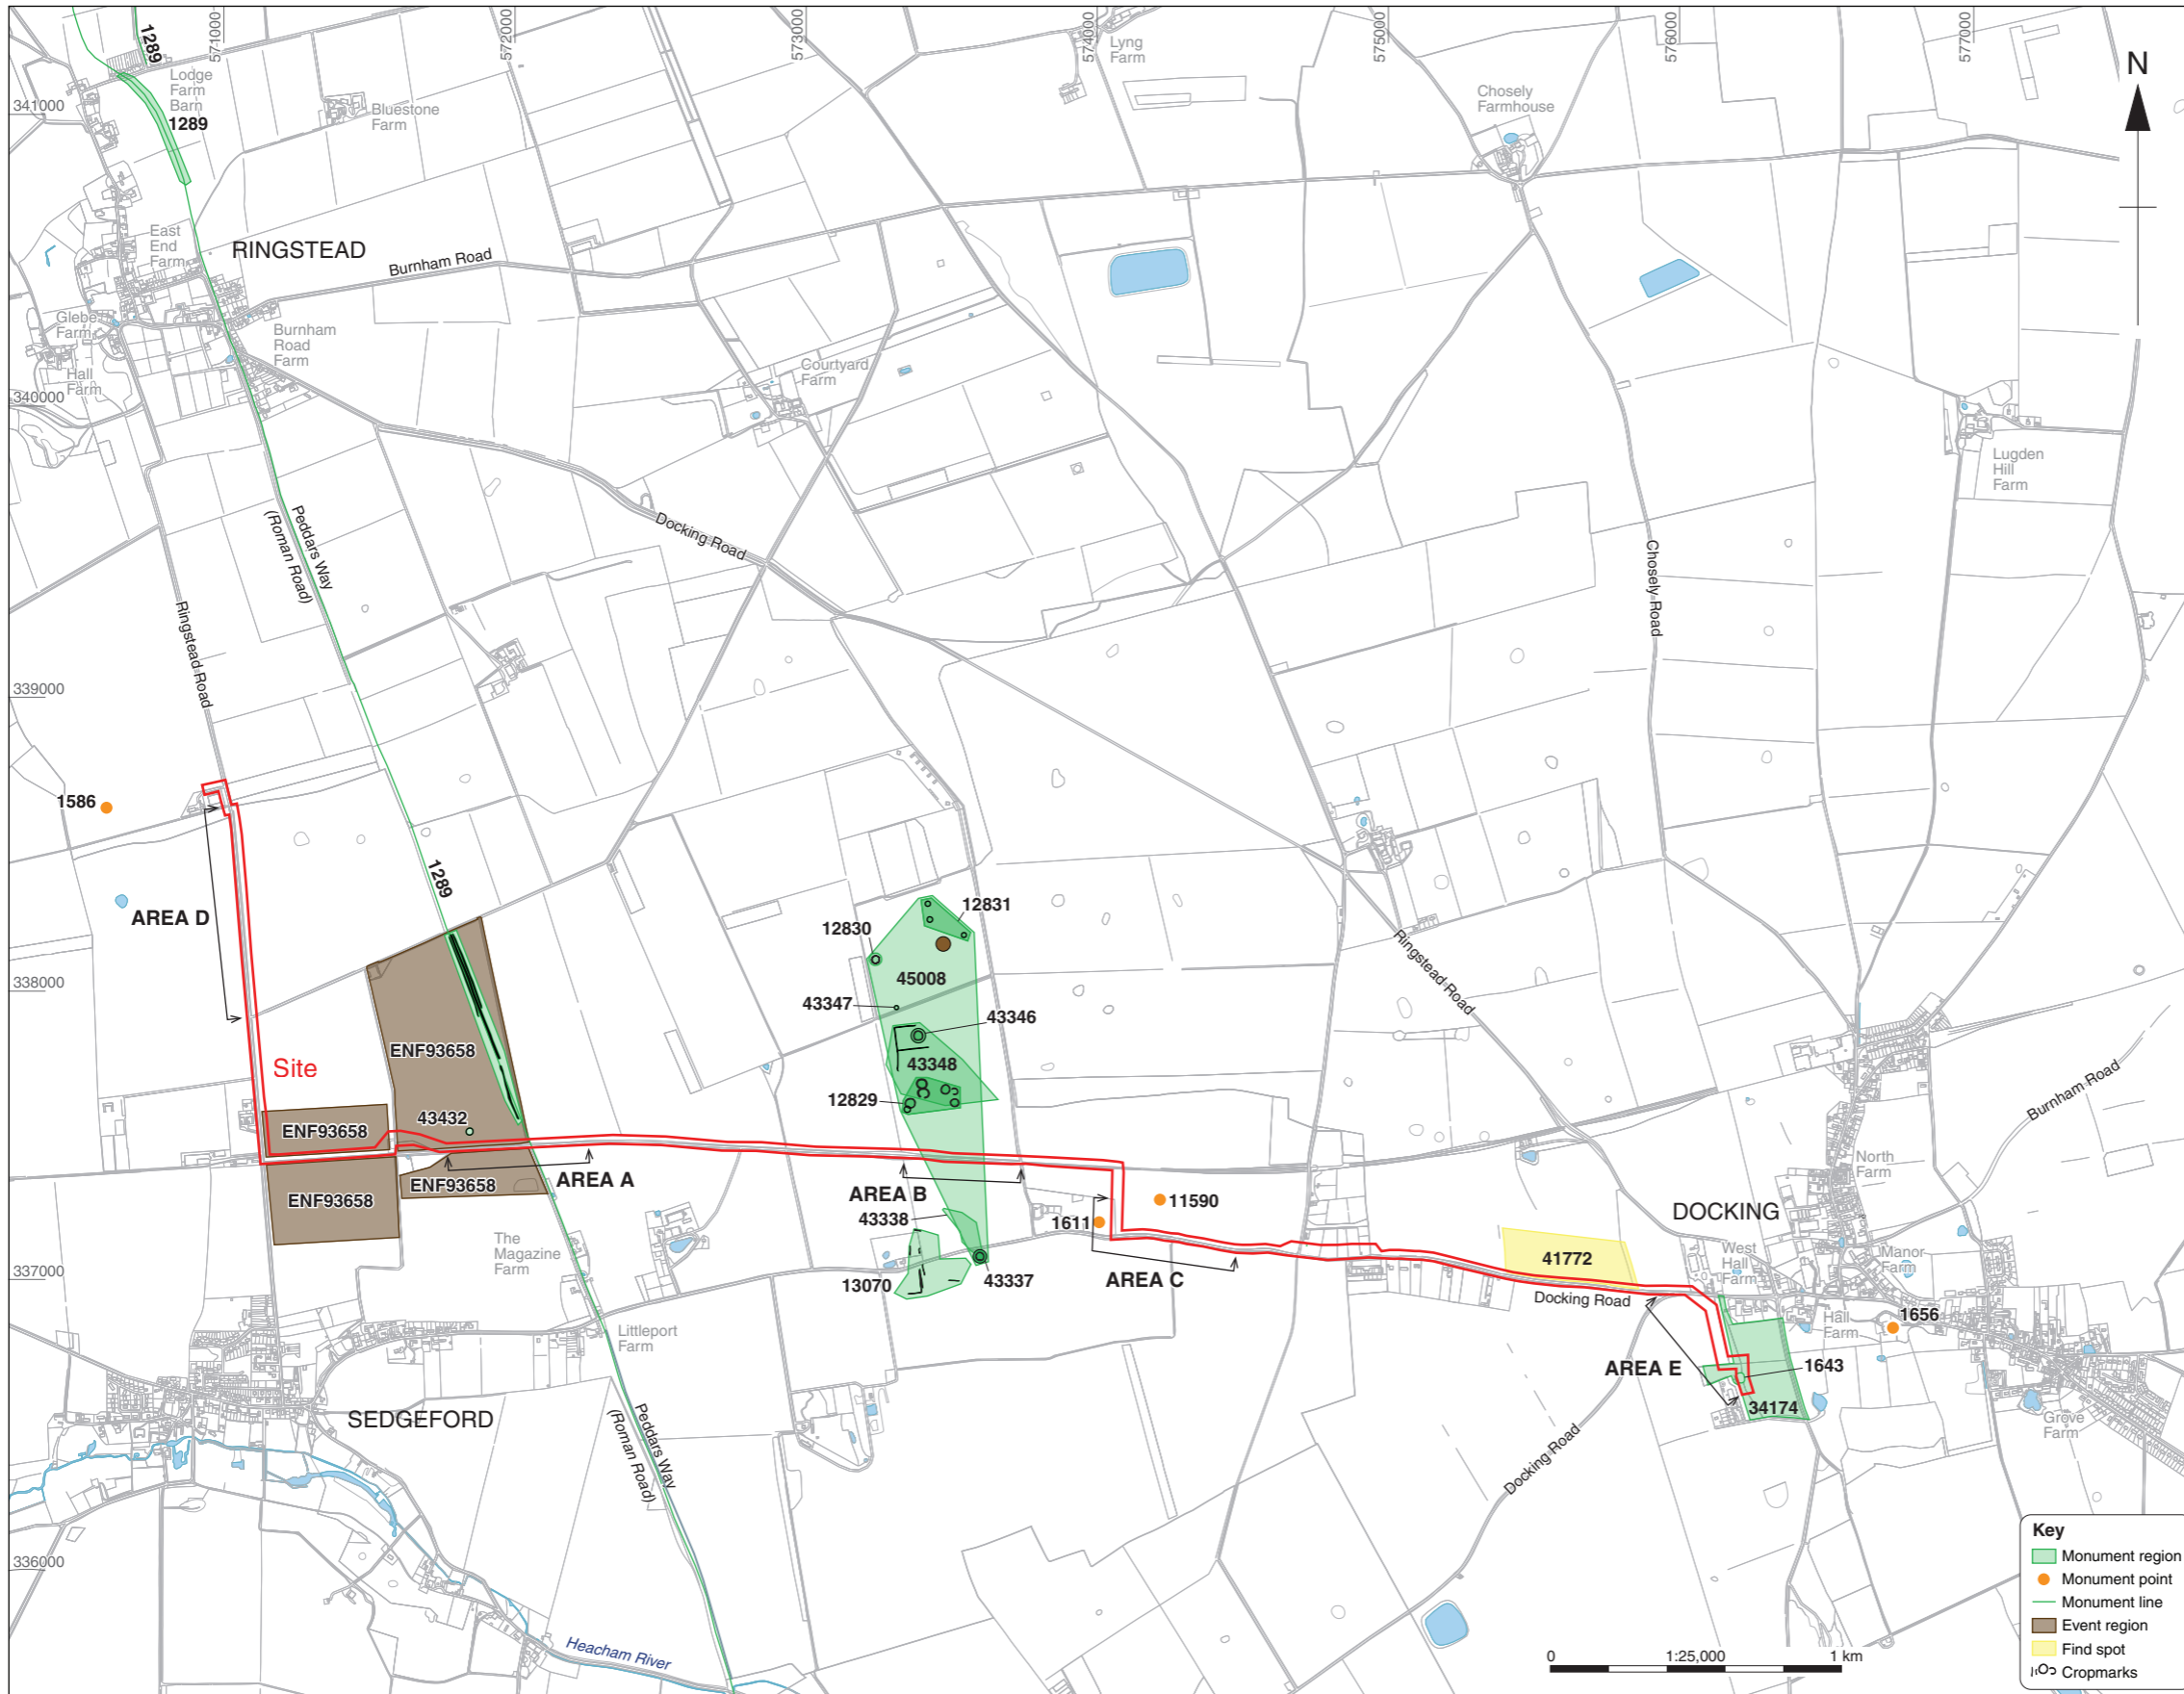 571000
572000
573000
574000
575000
576000
577000
341000
340000
339000
338000
337000
336000
N
1289
Lodge
Farm
Barn
1289
Bluestone
Farm
Lyng
Farm
Chosely
Farmhouse
East
End
Farm
RINGSTEAD
Burnham Road
Glebe
Farm
Hall
Farm
Burnham
Road
Farm
Courtyard
Farm
Lugden
Hill
Farm
Peddars Way
(Roman Road)
Docking Road
Chosely Road
Ringstead Road
1586
1289
AREA D
12831
12830
45008
43347
43346
43348
12829
Ringstead Road
ENF93658
Site
43432
ENF93658
ENF93658
ENF93658
AREA A
AREA B
43338
13070
43337
1611
11590
AREA C
41772
Docking Road
DOCKING
North
Farm
Burnham Road
West
Hall
Farm
Manor
Farm
Hall
Farm
1656
AREA E
1643
34174
Grove
Farm
The
Magazine
Farm
Littleport
Farm
SEDGEFORD
Peddars Way
(Roman Road)
Docking Road
Heacham River
0 1:25,000 1 km
Key
Monument region
Monument point
Monument line
Event region
Find spot
Cropmarks